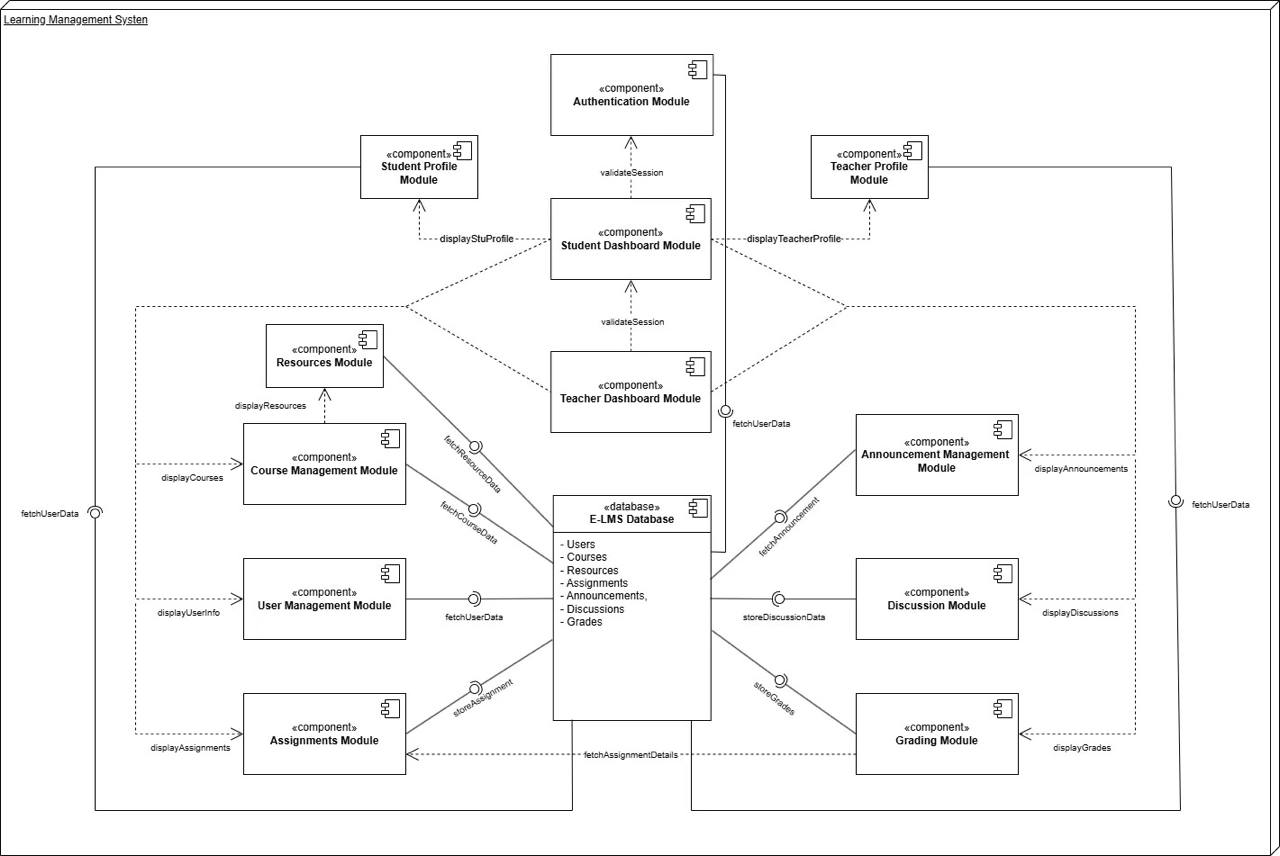 Learning Management Systen
«component»
Authentication Module
«component»
Student Profile
Module
«component»
Teacher Profile
Module
validateSession
«component»
Student Dashboard Module
displayStuProfile
displayTeacherProfile
validateSession
«component»
Resources Module
«component»
Teacher Dashboard Module
displayResources
fetchUserData
«component»
Course Management Module
«component»
Announcement Management
Module
fetchResourceData
displayCourses
displayAnnouncements
fetchCourseData
fetchAnnouncement
fetchUserData
fetchUserData
«database»
E-LMS Database
- Users
- Courses
- Resources
- Assignments
- Announcements,
- Discussions
- Grades
«component»
User Management Module
«component»
Discussion Module
displayUserInfo
fetchUserData
storeDiscussionData
displayDiscussions
storeAssignment
storeGrades
«component»
Assignments Module
«component»
Grading Module
displayAssignments
fetchAssignmentDetails
displayGrades